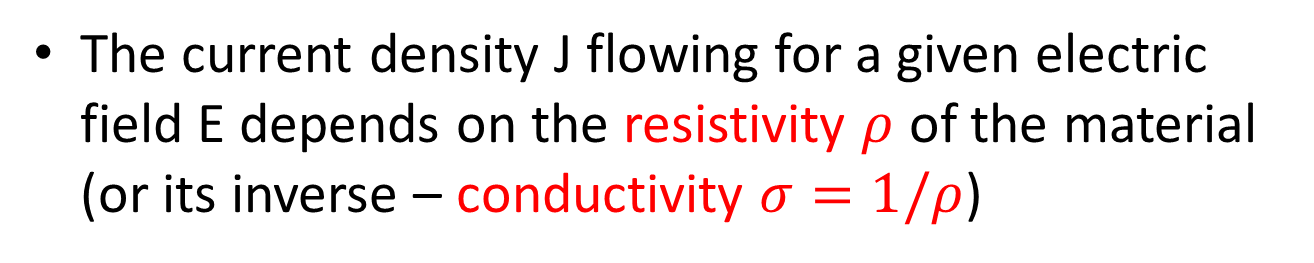 • The current density J flowing for a given electric
field E depends on the resistivity ρ of the material
(or its inverse – conductivity σ = 1/ρ)